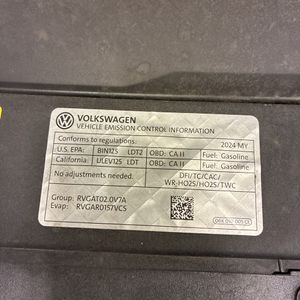 VOLKSWAGEN
VEHICLE EMISSION CONTROL INFORMATION
Conforms to regulations: 2024 MY
U.S. EPA: BIN125 LDT2 OBD: CA II Fuel: Gasoline
California: ULEV125 LDT OBD: CA II Fuel: Gasoline
No adjustments needed. DFI/TC/CAC/
WR-HO2S/HO2S/TWC
Group: RVGAT02.0V7A
Evap: RVGAR0157VCS